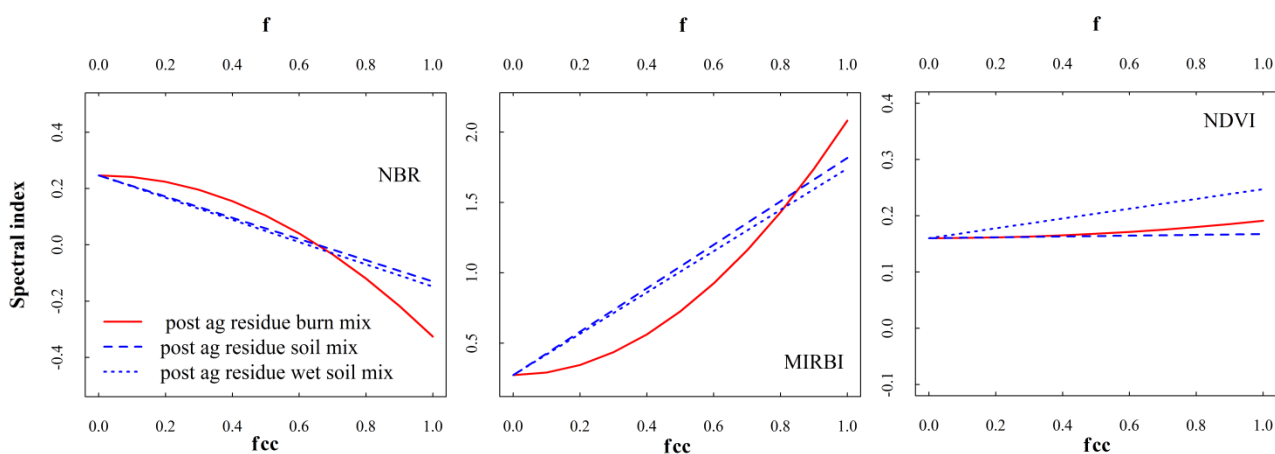 f f f
0.0 0.2 0.4 0.6 0.8 1.0 0.0 0.2 0.4 0.6 0.8 1.0 0.0 0.2 0.4 0.6 0.8 1.0
Spectral index
0.4
0.2
0.0
-0.2
-0.4
NBR
post ag residue burn mix
post ag residue soil mix
post ag residue wet soil mix
2.0
1.5
1.0
0.5
MIRBI
0.4
0.3
0.2
0.1
0.0
-0.1
NDVI
0.0 0.2 0.4 0.6 0.8 1.0 0.0 0.2 0.4 0.6 0.8 1.0 0.0 0.2 0.4 0.6 0.8 1.0
fcc fcc fcc